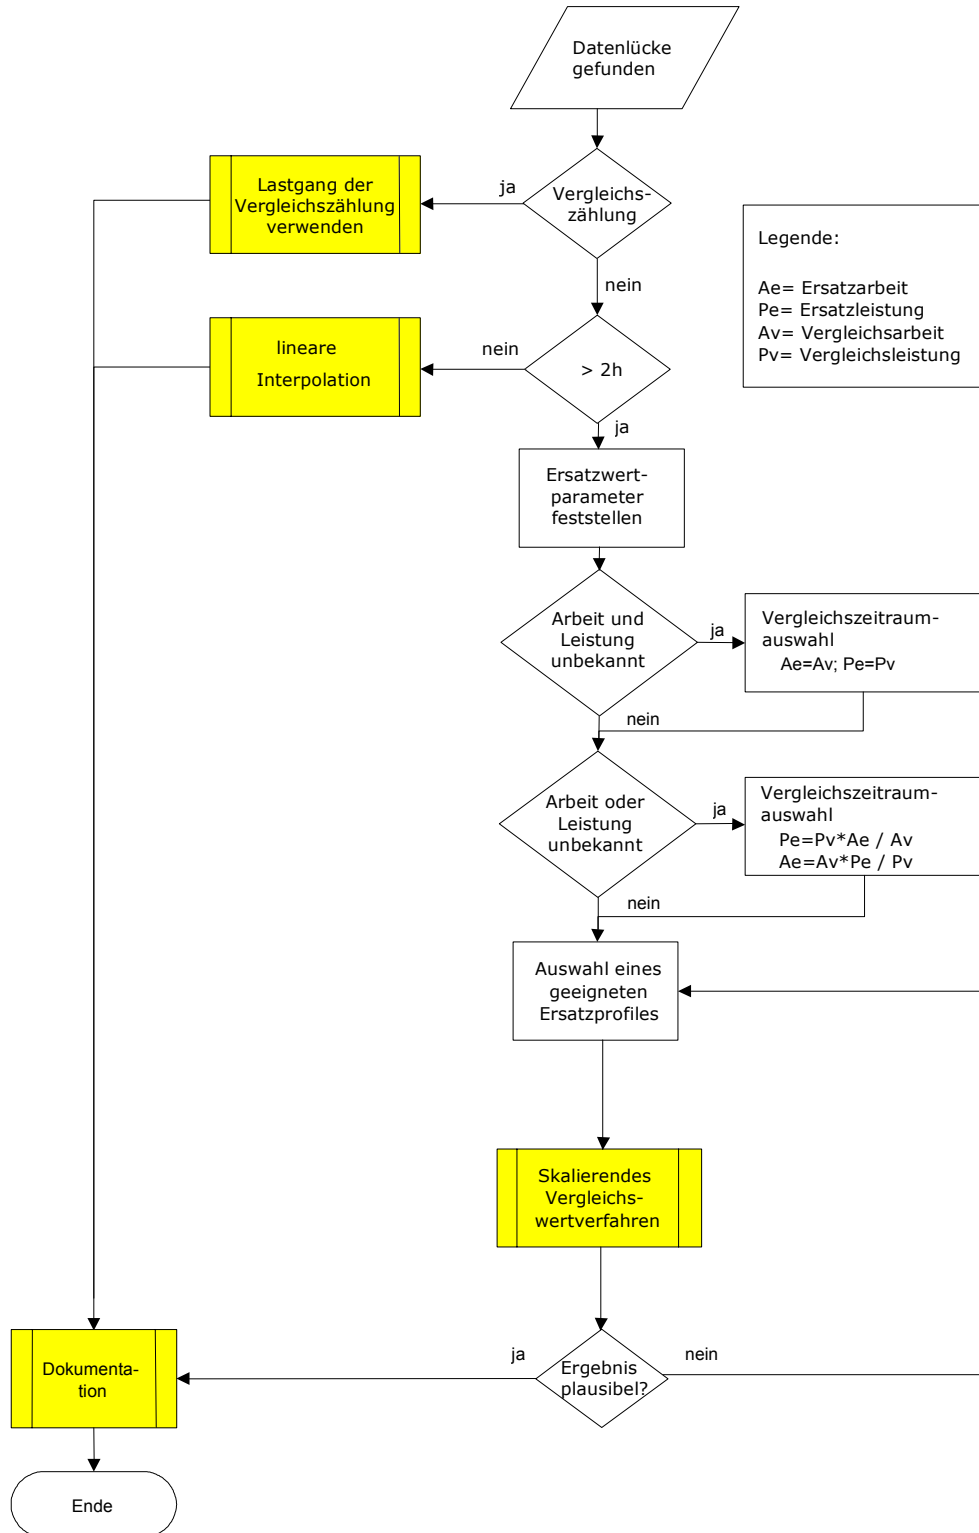 Datenlücke
gefunden
Lastgang der
Vergleichszählung
verwenden
ja
Vergleichs-
zählung
nein
Legende:
Ae= Ersatzarbeit
Pe= Ersatzleistung
Av= Vergleichsarbeit
Pv= Vergleichsleistung
lineare
Interpolation
nein
> 2h
ja
Ersatzwert-
parameter
feststellen
Arbeit und
Leistung
unbekannt
ja
Vergleichszeitraum-
auswahl
Ae=Av; Pe=Pv
nein
Arbeit oder
Leistung
unbekannt
ja
Vergleichszeitraum-
auswahl
Pe=Pv*Ae / Av
Ae=Av*Pe / Pv
nein
Auswahl eines
geeigneten
Ersatzprofiles
Skalierendes
Vergleichs-
wertverfahren
Ergebnis
plausibel?
ja
nein
Dokumenta-
tion
Ende